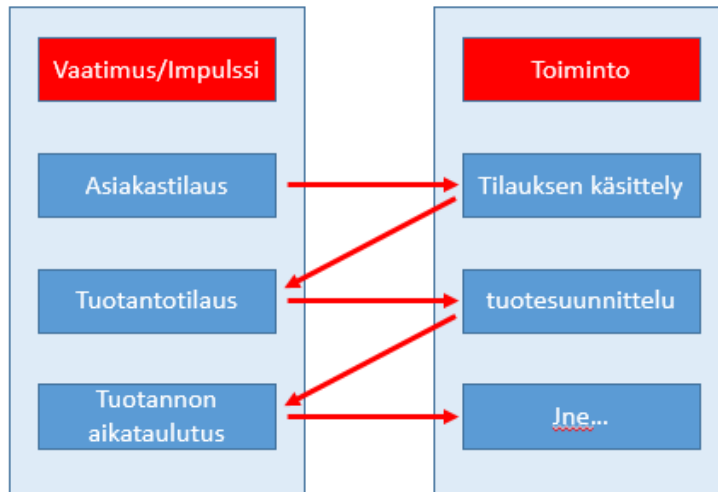 Vaatimus/Impulssi
Toiminto
Asiakastilaus
Tilauksen käsittely
Tuotantotilaus
tuotesuunnittelu
Tuotannon
aikataulutus
Jne...